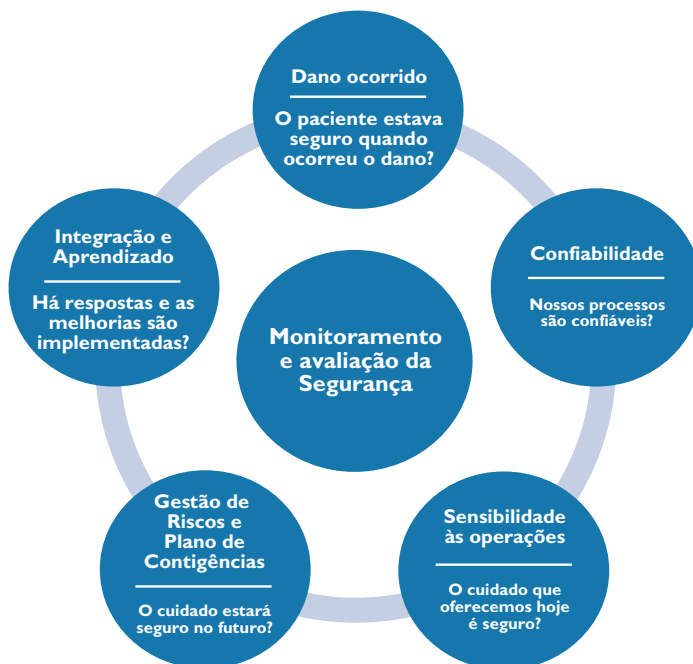 Dano ocorrido
O paciente estava
seguro quando
ocorreu o dano?
Integração e
Aprendizado
Há respostas e as
melhorias são
implementadas?
Confiabilidade
Nossos processos
são confiáveis?
Monitoramento
e avaliação da
Segurança
Gestão de
Riscos e
Plano de
Contigências
O cuidado estará
seguro no futuro?
Sensibilidade
às operações
O cuidado que
oferecemos hoje
é seguro?